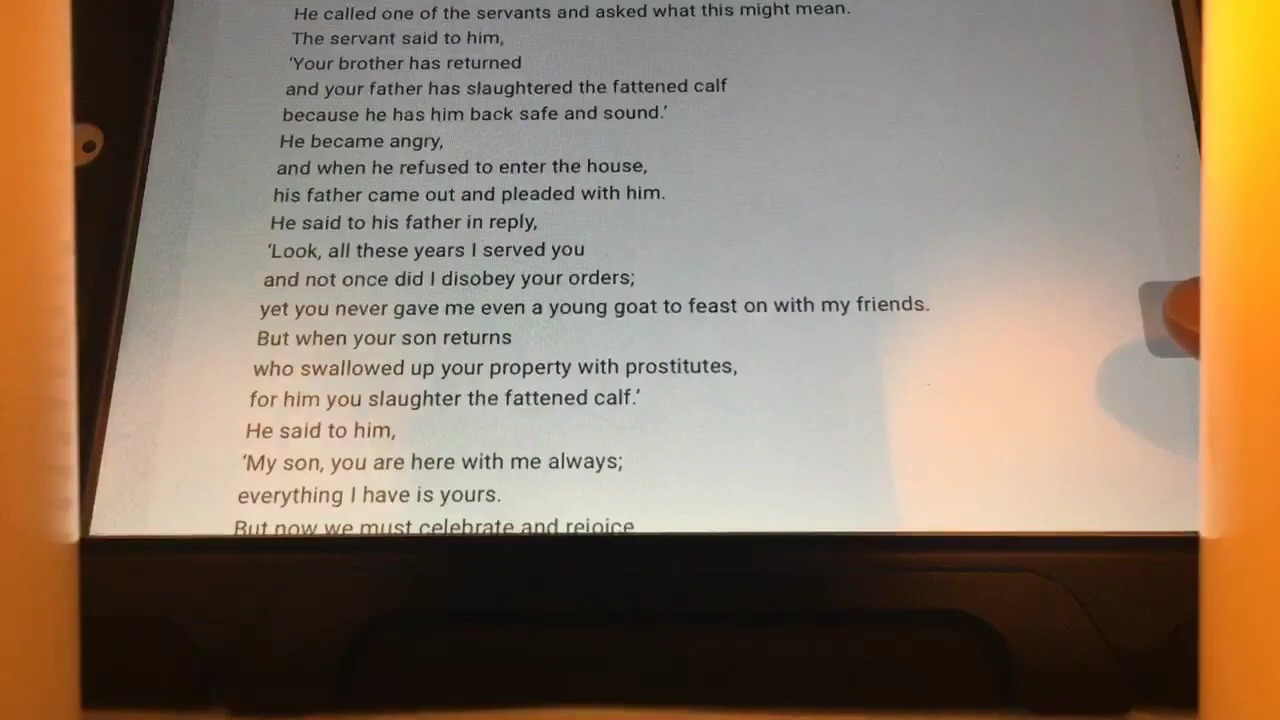 He called one of the servants and asked what this might mean.
The servant said to him,
‘Your brother has returned
and your father has slaughtered the fattened calf
because he has him back safe and sound.’
He became angry,
and when he refused to enter the house,
his father came out and pleaded with him.
He said to his father in reply,
‘Look, all these years I served you
and not once did I disobey your orders;
yet you never gave me even a young goat to feast on with my friends.
But when your son returns
who swallowed up your property with prostitutes,
for him you slaughter the fattened calf.’
He said to him,
‘My son, you are here with me always;
everything I have is yours.
But now we must celebrate and rejoice